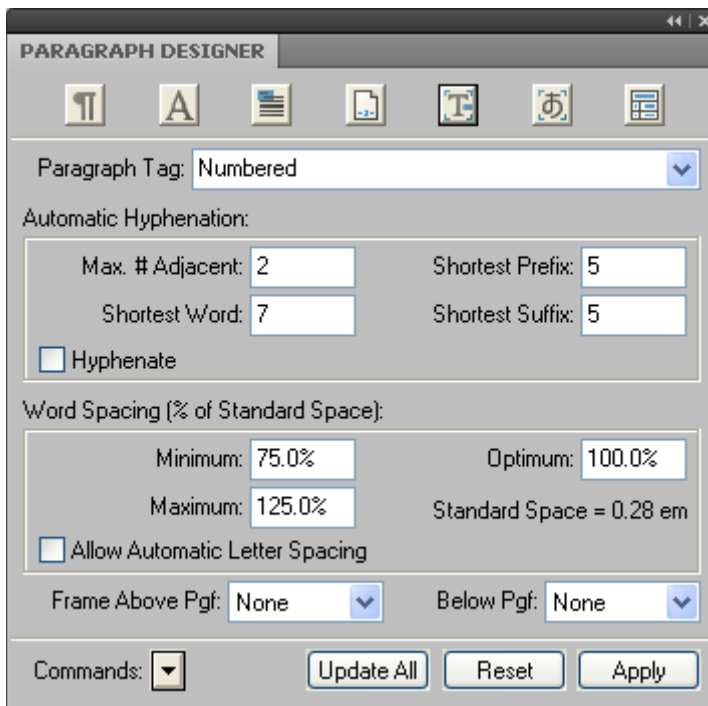 PARAGRAPH DESIGNER
Paragraph Tag: Numbered
Automatic Hyphenation:
Max. # Adjacent: 2 Shortest Prefix: 5
Shortest Word: 7 Shortest Suffix: 5
Hyphenate
Word Spacing (% of Standard Space):
Minimum: 75.0% Optimum: 100.0%
Maximum: 125.0% Standard Space = 0.28 em
Allow Automatic Letter Spacing
Frame Above Pgf: None Below Pgf: None
Commands: Update All Reset Apply